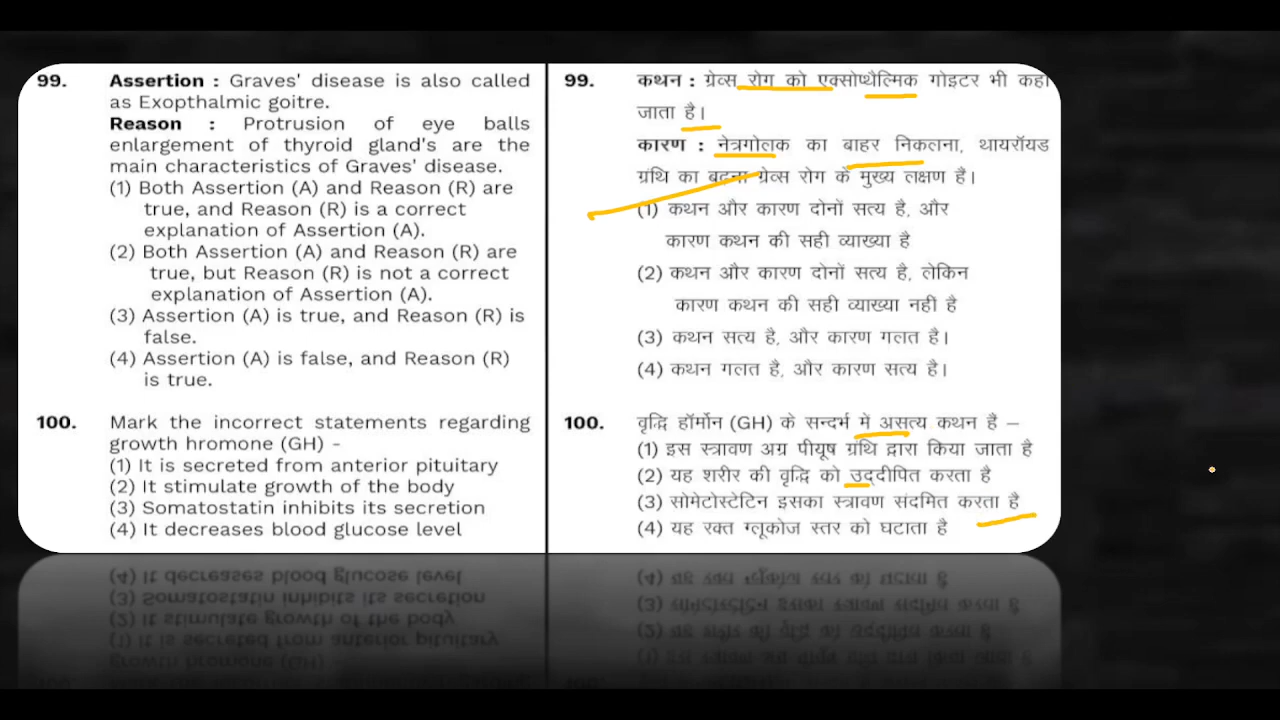 99. Assertion : Graves' disease is also called
as Exopthalmic goitre.
Reason : Protrusion of eye balls
enlargement of thyroid gland's are the
main characteristics of Graves' disease.
(1) Both Assertion (A) and Reason (R) are
true, and Reason (R) is a correct
explanation of Assertion (A).
(2) Both Assertion (A) and Reason (R) are
true, but Reason (R) is not a correct
explanation of Assertion (A).
(3) Assertion (A) is true, and Reason (R) is
false.
(4) Assertion (A) is false, and Reason (R)
is true.
100. Mark the incorrect statements regarding
growth hromone (GH) -
(1) It is secreted from anterior pituitary
(2) It stimulate growth of the body
(3) Somatostatin inhibits its secretion
(4) It decreases blood glucose level
99. कथन : ग्रेव्स रोग को एक्सोप्थैल्मिक गोइटर भी कहा
जाता है।
कारण : नेत्रगोलक का बाहर निकलना, थायरॉयड
ग्रंथि का बढ़ना ग्रेव्स रोग के मुख्य लक्षण हैं।
(1) कथन और कारण दोनों सत्य है, और
कारण कथन की सही व्याख्या है
(2) कथन और कारण दोनों सत्य है, लेकिन
कारण कथन की सही व्याख्या नहीं है
(3) कथन सत्य है, और कारण गलत है।
(4) कथन गलत है, और कारण सत्य है।
100. वृद्धि हॉर्मोन (GH) के सन्दर्भ में असत्य कथन है –
(1) इस स्त्रावण अग्र पीयूष ग्रंथि द्वारा किया जाता है
(2) यह शरीर की वृद्धि को उद्दीपित करता है
(3) सोमेटोस्टेटिन इसका स्त्रावण संदमित करता है
(4) यह रक्त ग्लूकोज स्तर को घटाता है